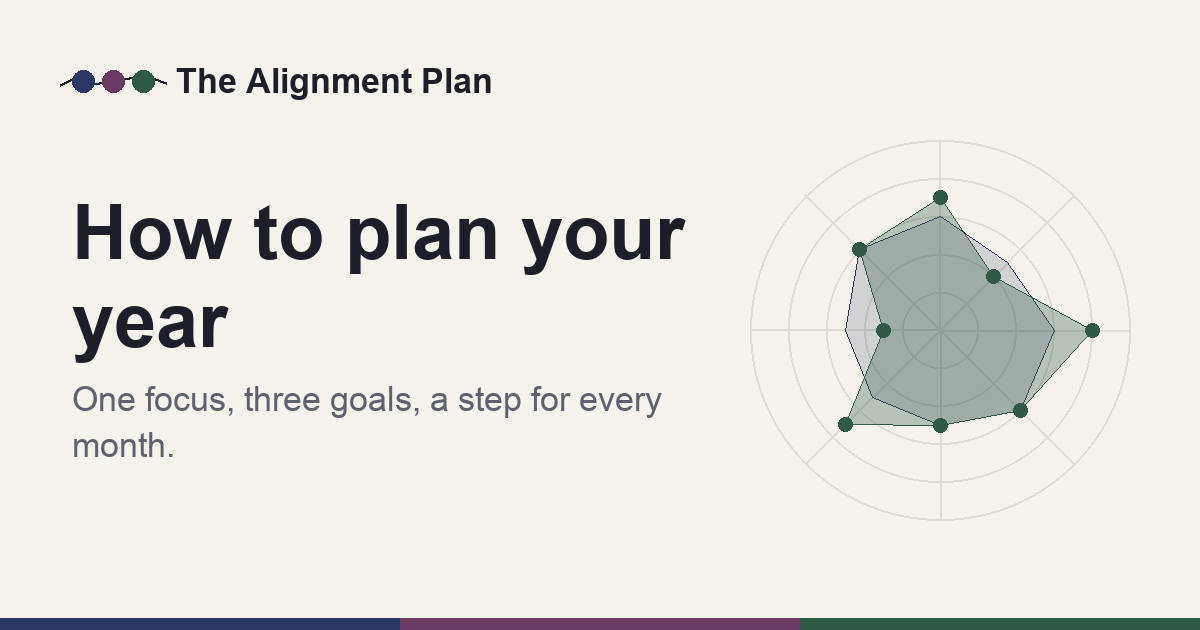 The Alignment Plan
How to plan your
year
One focus, three goals, a step for every
month.